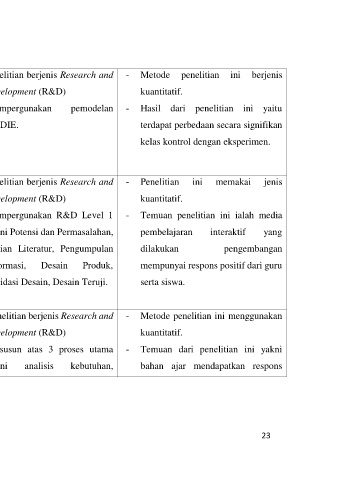 elitian berjenis Research and
elopment (R&D)
mpergunakan pemodelan
DIE.
- Metode penelitian ini berjenis
kuantitatif.
- Hasil dari penelitian ini yaitu
terdapat perbedaan secara signifikan
kelas kontrol dengan eksperimen.
elitian berjenis Research and
elopment (R&D)
mpergunakan R&D Level 1
ni Potensi dan Permasalahan,
ian Literatur, Pengumpulan
ormasi, Desain Produk,
idasi Desain, Desain Teruji.
- Penelitian ini memakai jenis
kuantitatif.
- Temuan penelitian ini ialah media
pembelajaran interaktif yang
dilakukan pengembangan
mempunyai respons positif dari guru
serta siswa.
nelitian berjenis Research and
velopment (R&D)
susun atas 3 proses utama
ni analisis kebutuhan,
- Metode penelitian ini menggunakan
kuantitatif.
- Temuan dari penelitian ini yakni
bahan ajar mendapatkan respons
23